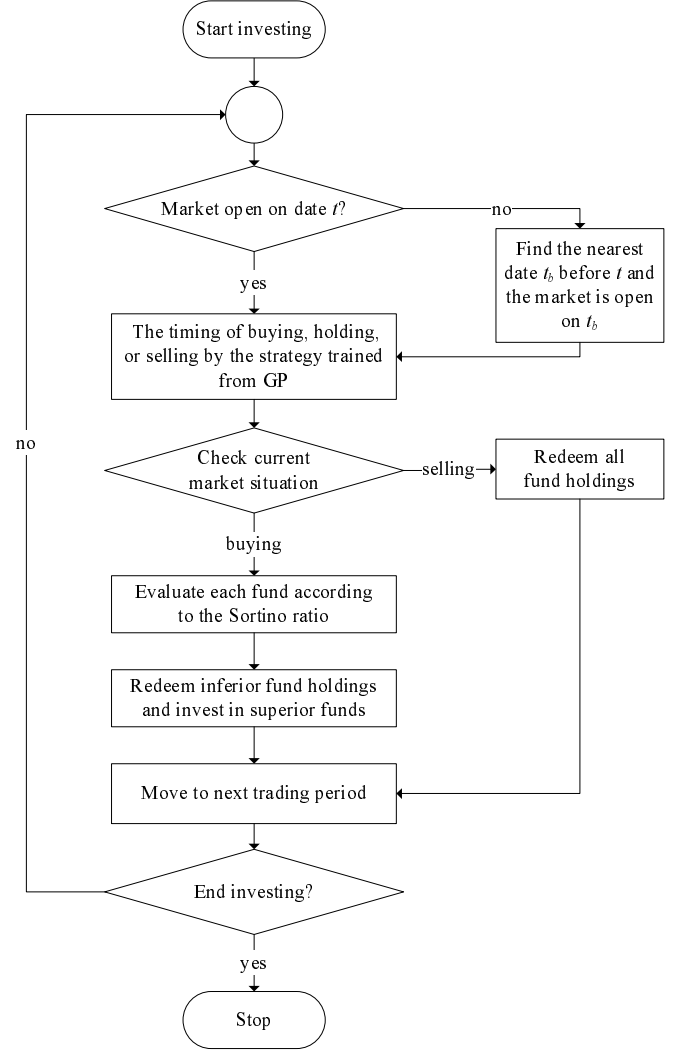 Start investing
Market open on date t?
no
Find the nearest
date t_b before t and
the market is open
on t_b
yes
The timing of buying, holding,
or selling by the strategy trained
from GP
no
Check current
market situation
selling
Redeem all
fund holdings
buying
Evaluate each fund according
to the Sortino ratio
Redeem inferior fund holdings
and invest in superior funds
Move to next trading period
End investing?
yes
Stop